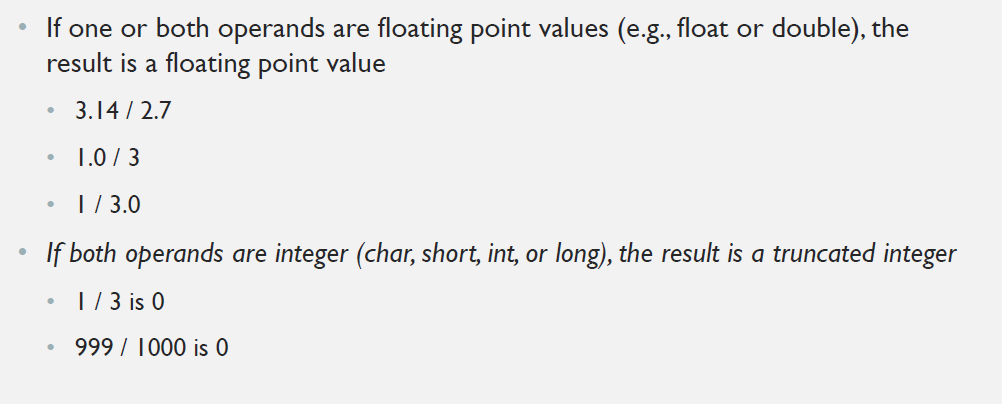 • If one or both operands are floating point values (e.g., float or double), the
result is a floating point value
• 3.14 / 2.7
• 1.0 / 3
• 1 / 3.0
• If both operands are integer (char, short, int, or long), the result is a truncated integer
• 1 / 3 is 0
• 999 / 1000 is 0